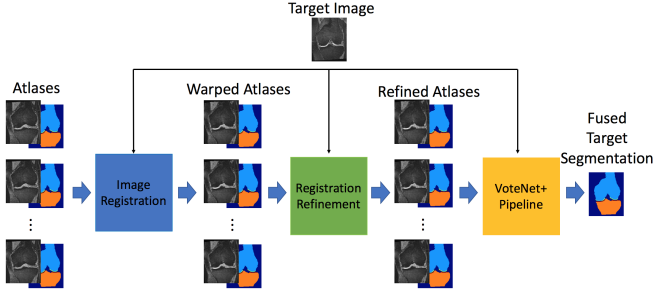 Target Image
Atlases
Warped Atlases
Refined Atlases
Fused
Target
Segmentation
Image
Registration
Registration
Refinement
VoteNet+
Pipeline
...
...
...